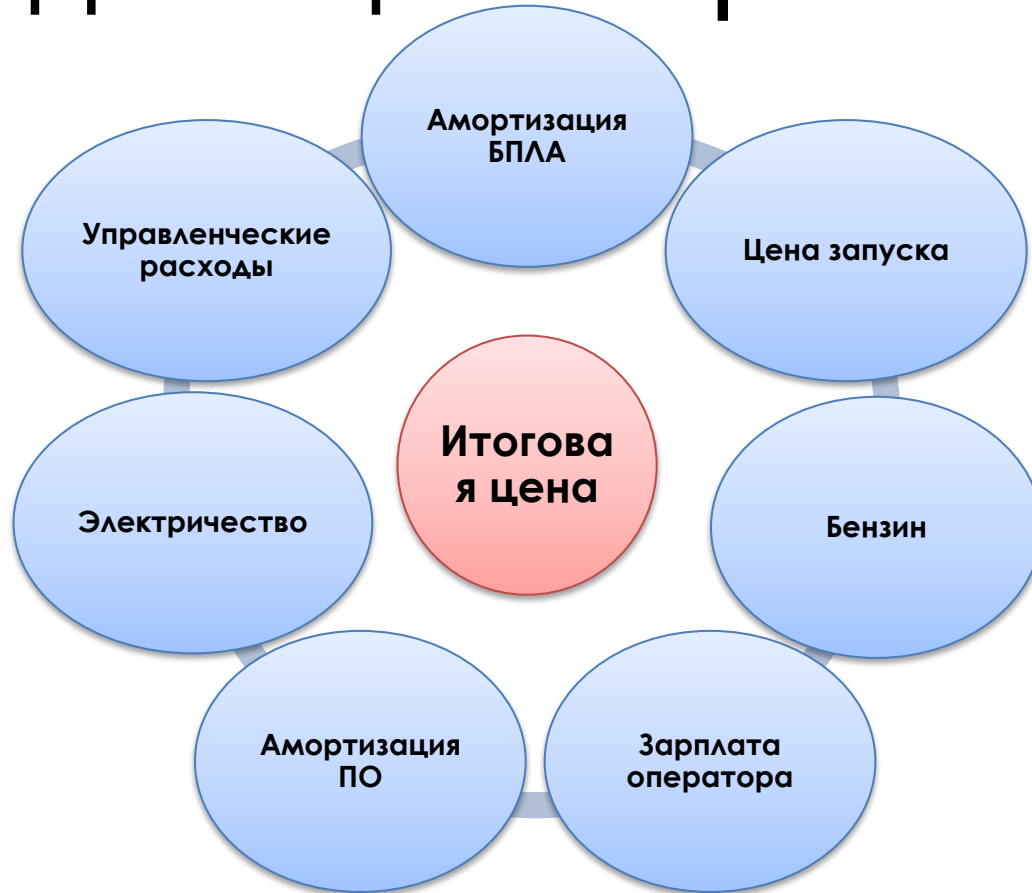 Амортизация
БПЛА
Управленческие
расходы
Цена запуска
Итогова
я цена
Электричество
Бензин
Амортизация
ПО
Зарплата
оператора